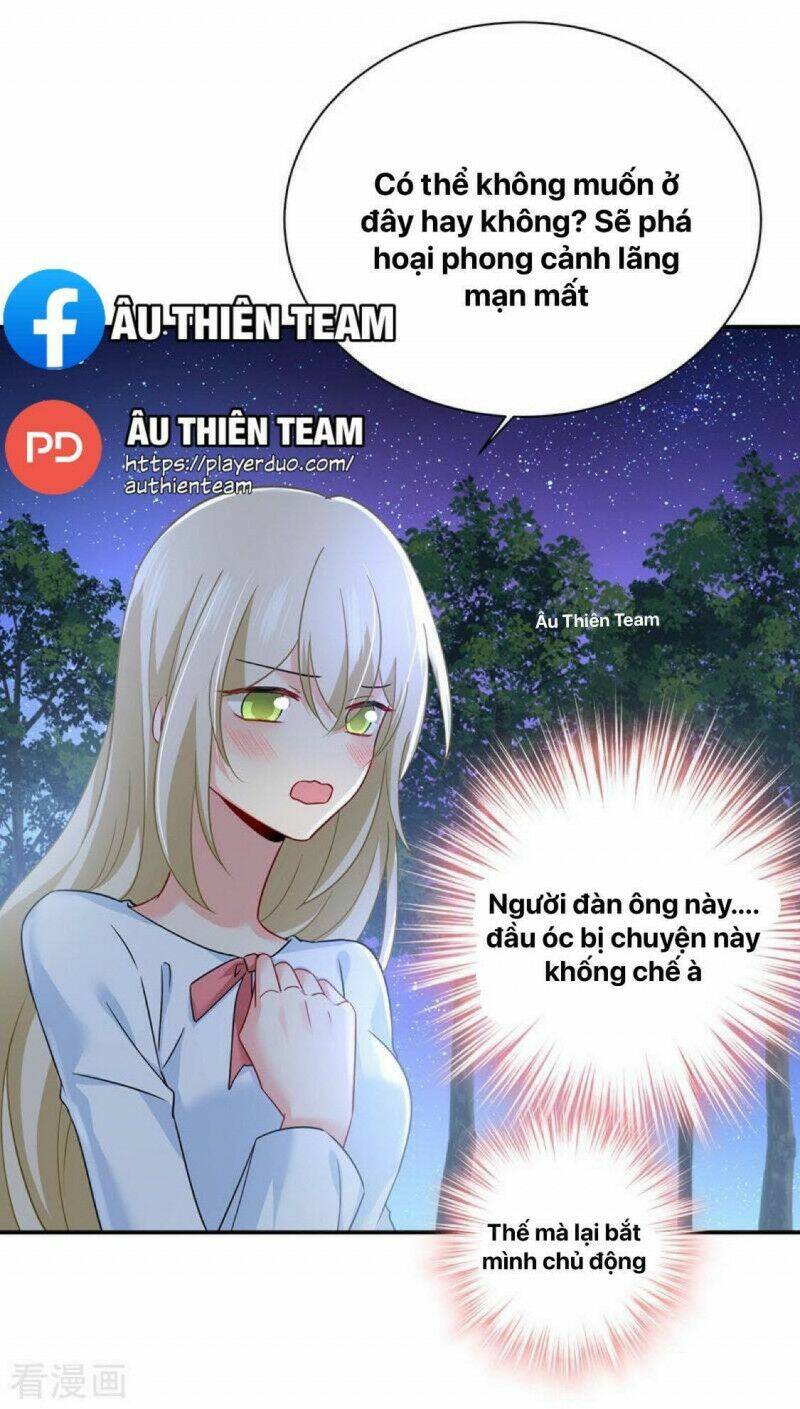 Có thể không muốn ở
đây hay không? Sẽ phá
hoại phong cảnh lãng
mạn mất
ÂU THIÊN TEAM
PD
ÂU THIÊN TEAM
https://playerduo.com/
authienteam
Âu Thiên Team
Người đàn ông này....
đầu óc bị chuyện này
khống chế à
Thế mà lại bắt
mình chủ động
看漫画